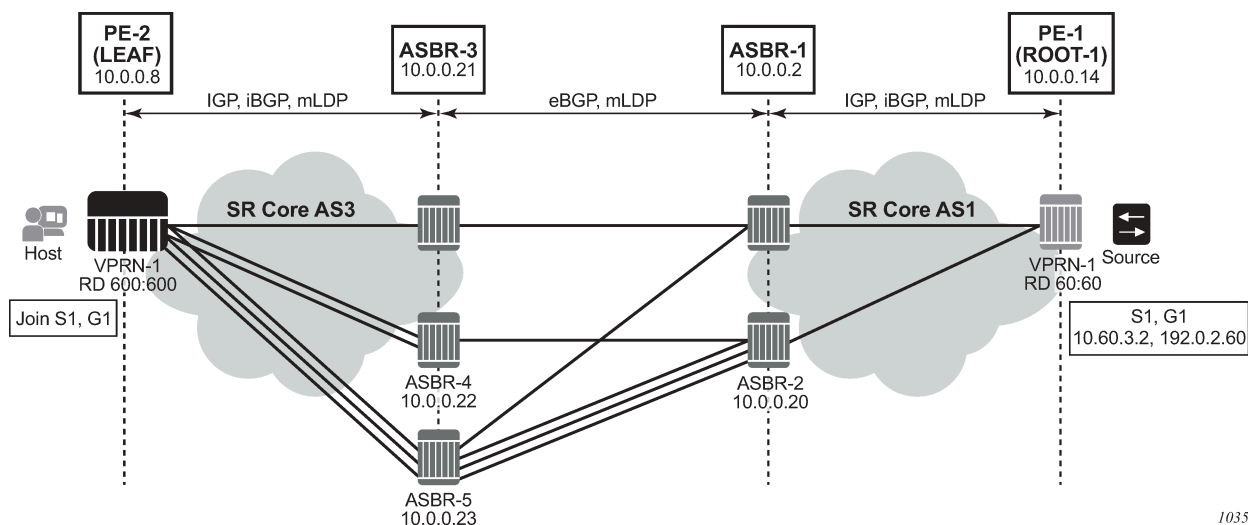 PE-2
(LEAF)
10.0.0.8
ASBR-3
10.0.0.21
ASBR-1
10.0.0.2
PE-1
(ROOT-1)
10.0.0.14
IGP, iBGP, mLDP
eBGP, mLDP
IGP, iBGP, mLDP
SR Core AS3
SR Core AS1
Host
Source
VPRN-1
RD 600:600
VPRN-1
RD 60:60
Join S1, G1
S1, G1
10.60.3.2, 192.0.2.60
ASBR-4
10.0.0.22
ASBR-2
10.0.0.20
ASBR-5
10.0.0.23
1035